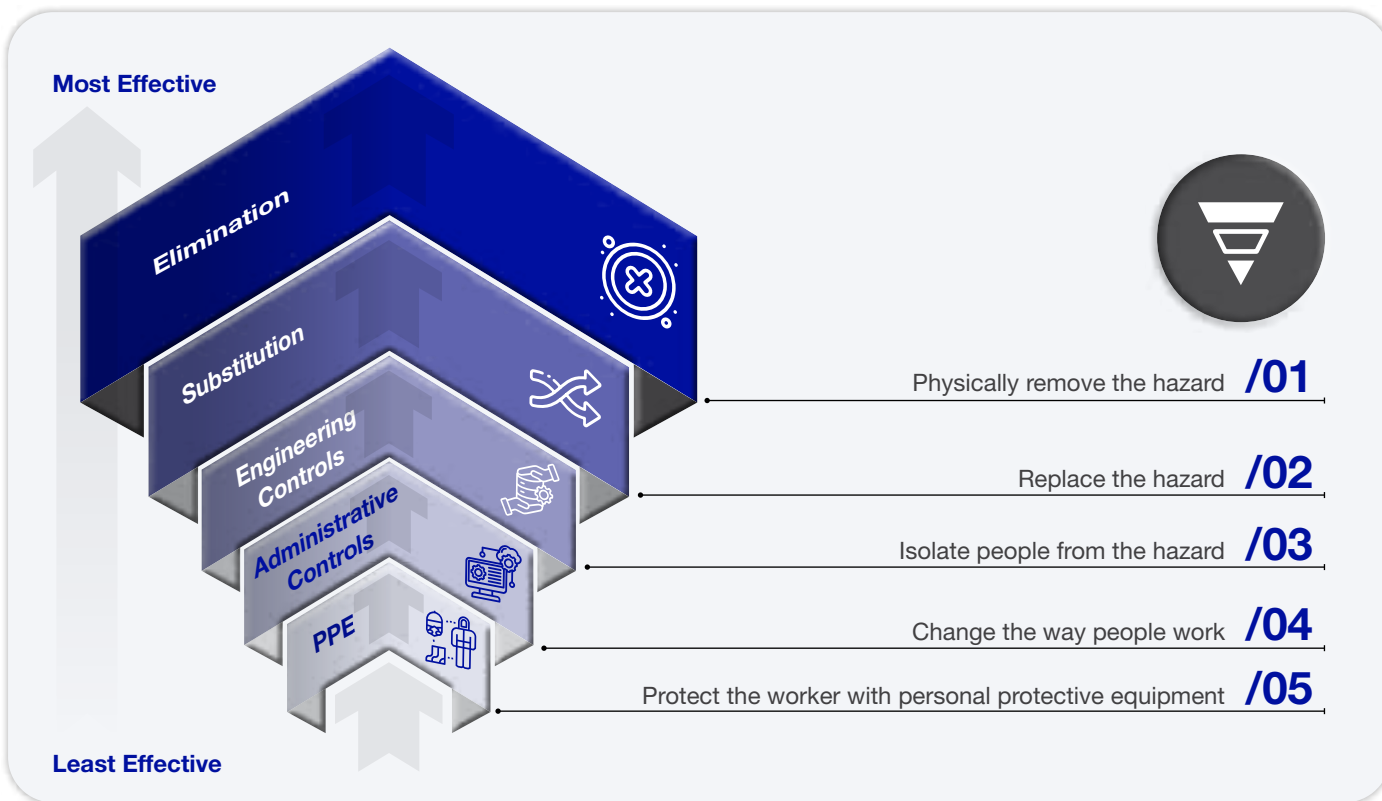 Most Effective
Elimination
Substitution
Engineering
Controls
Administrative
Controls
PPE
Physically remove the hazard /01
Replace the hazard /02
Isolate people from the hazard /03
Change the way people work /04
Protect the worker with personal protective equipment /05
Least Effective